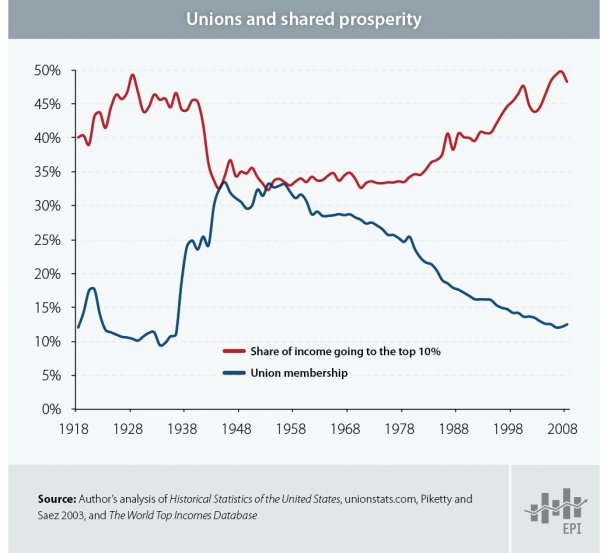 Unions and shared prosperity
50%
45%
40%
35%
30%
25%
20%
15%
10%
5%
0%
Share of income going to the top 10%
Union membership
1918 1928 1938 1948 1958 1968 1978 1988 1998 2008
Source: Author's analysis of Historical Statistics of the United States, unionstats.com, Piketty and
Saez 2003, and The World Top Incomes Database
EPI